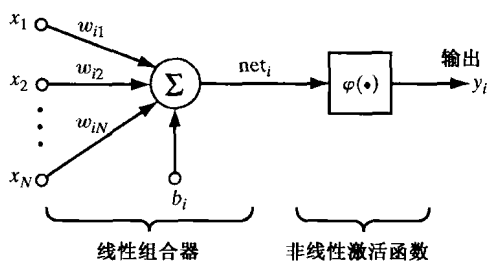 x₁
wᵢ₁
x₂
wᵢ₂
Σ
netᵢ
φ(•)
输出
yᵢ
wᵢN
xN
bᵢ
线性组合器
非线性激活函数